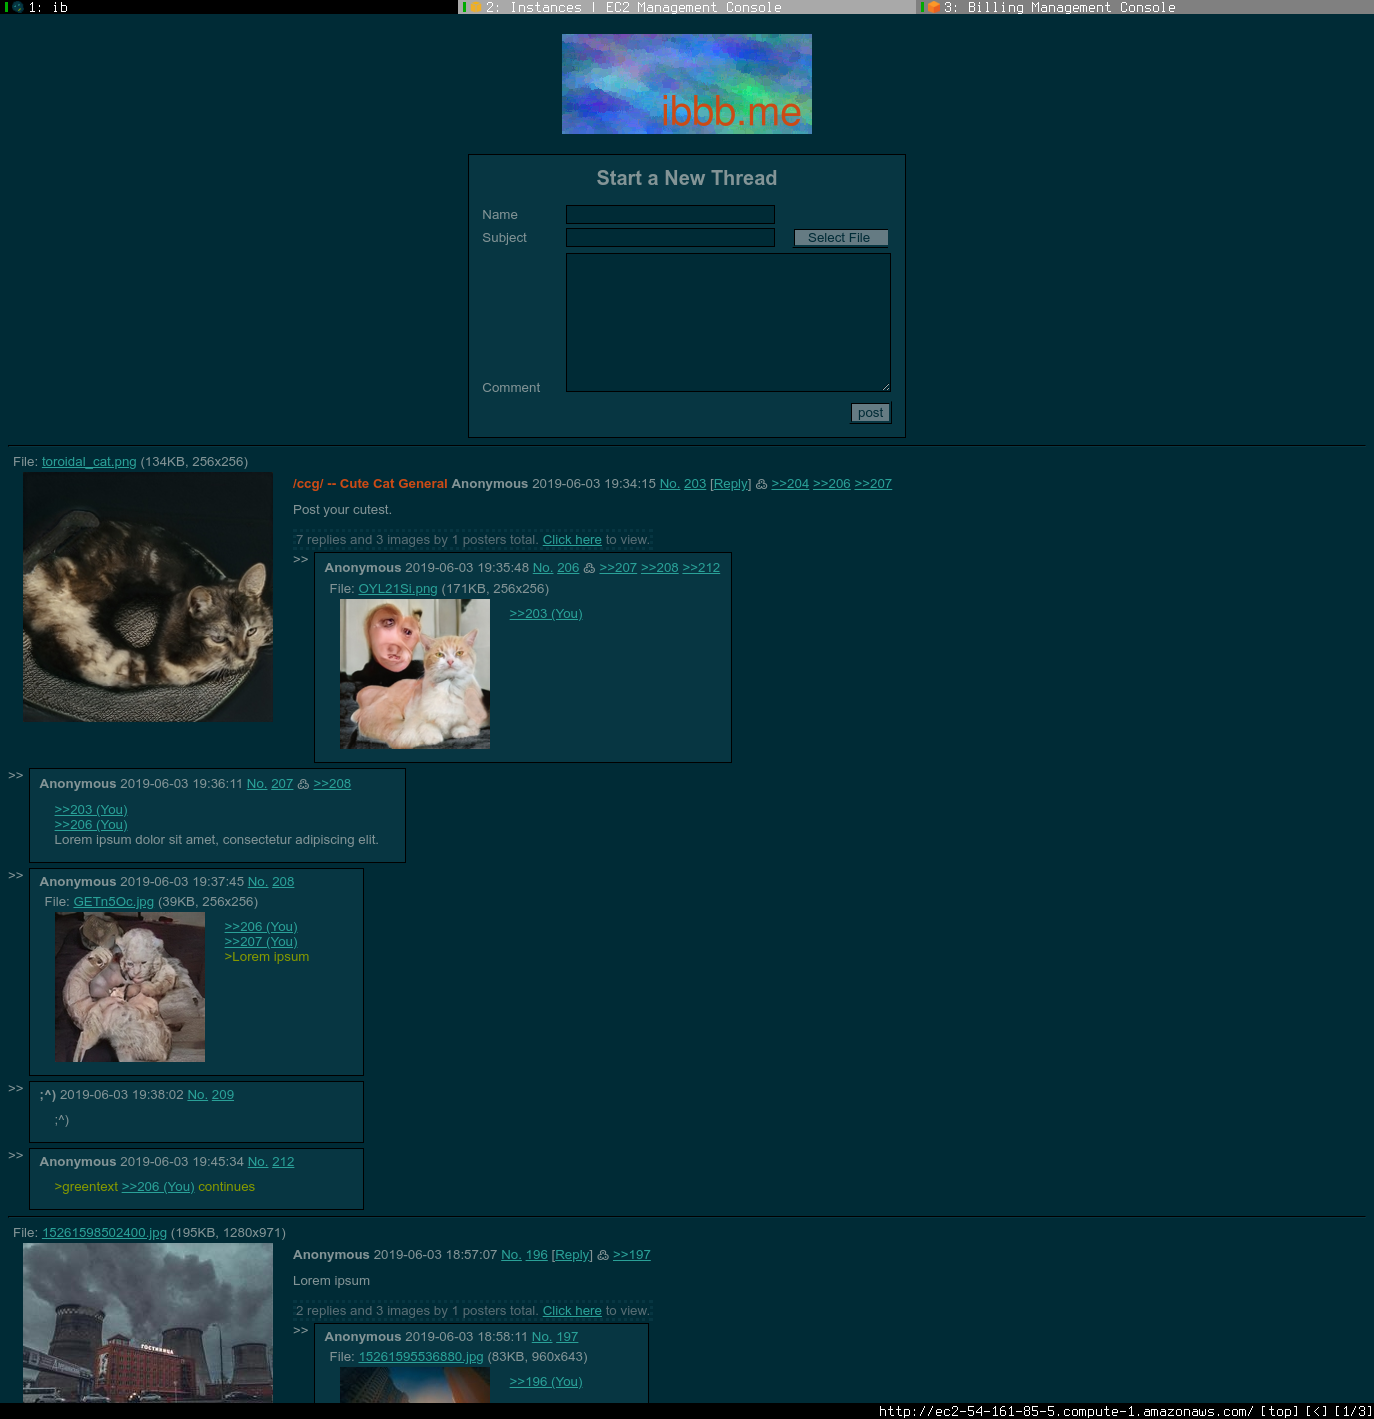 1: ib
2: Instances | EC2 Management Console
3: Billing Management Console
ibbb.me
Start a New Thread
Name
Subject
Select File
Comment
post
File: toroidal_cat.png (134KB, 256x256)
/ccg/ -- Cute Cat General Anonymous 2019-06-03 19:34:15 No. 203 [Reply] >>204 >>206 >>207
Post your cutest.
7 replies and 3 images by 1 posters total. Click here to view.
>> Anonymous 2019-06-03 19:35:48 No. 206 >>207 >>208 >>212
File: OYL21Si.png (171KB, 256x256)
>>203 (You)
>> Anonymous 2019-06-03 19:36:11 No. 207 >>208
>>203 (You)
>>206 (You)
Lorem ipsum dolor sit amet, consectetur adipiscing elit.
>> Anonymous 2019-06-03 19:37:45 No. 208
File: GETn5Oc.jpg (39KB, 256x256)
>>206 (You)
>>207 (You)
>Lorem ipsum
>> ;^) 2019-06-03 19:38:02 No. 209
;^)
>> Anonymous 2019-06-03 19:45:34 No. 212
>greentext >>206 (You) continues
File: 15261598502400.jpg (195KB, 1280x971)
Anonymous 2019-06-03 18:57:07 No. 196 [Reply] >>197
Lorem ipsum
2 replies and 3 images by 1 posters total. Click here to view.
>> Anonymous 2019-06-03 18:58:11 No. 197
File: 15261595536880.jpg (83KB, 960x643)
>>196 (You)
ГОСТИНИЦА
http://ec2-54-161-85-5.compute-1.amazonaws.com/ [top] [<] [1/3]